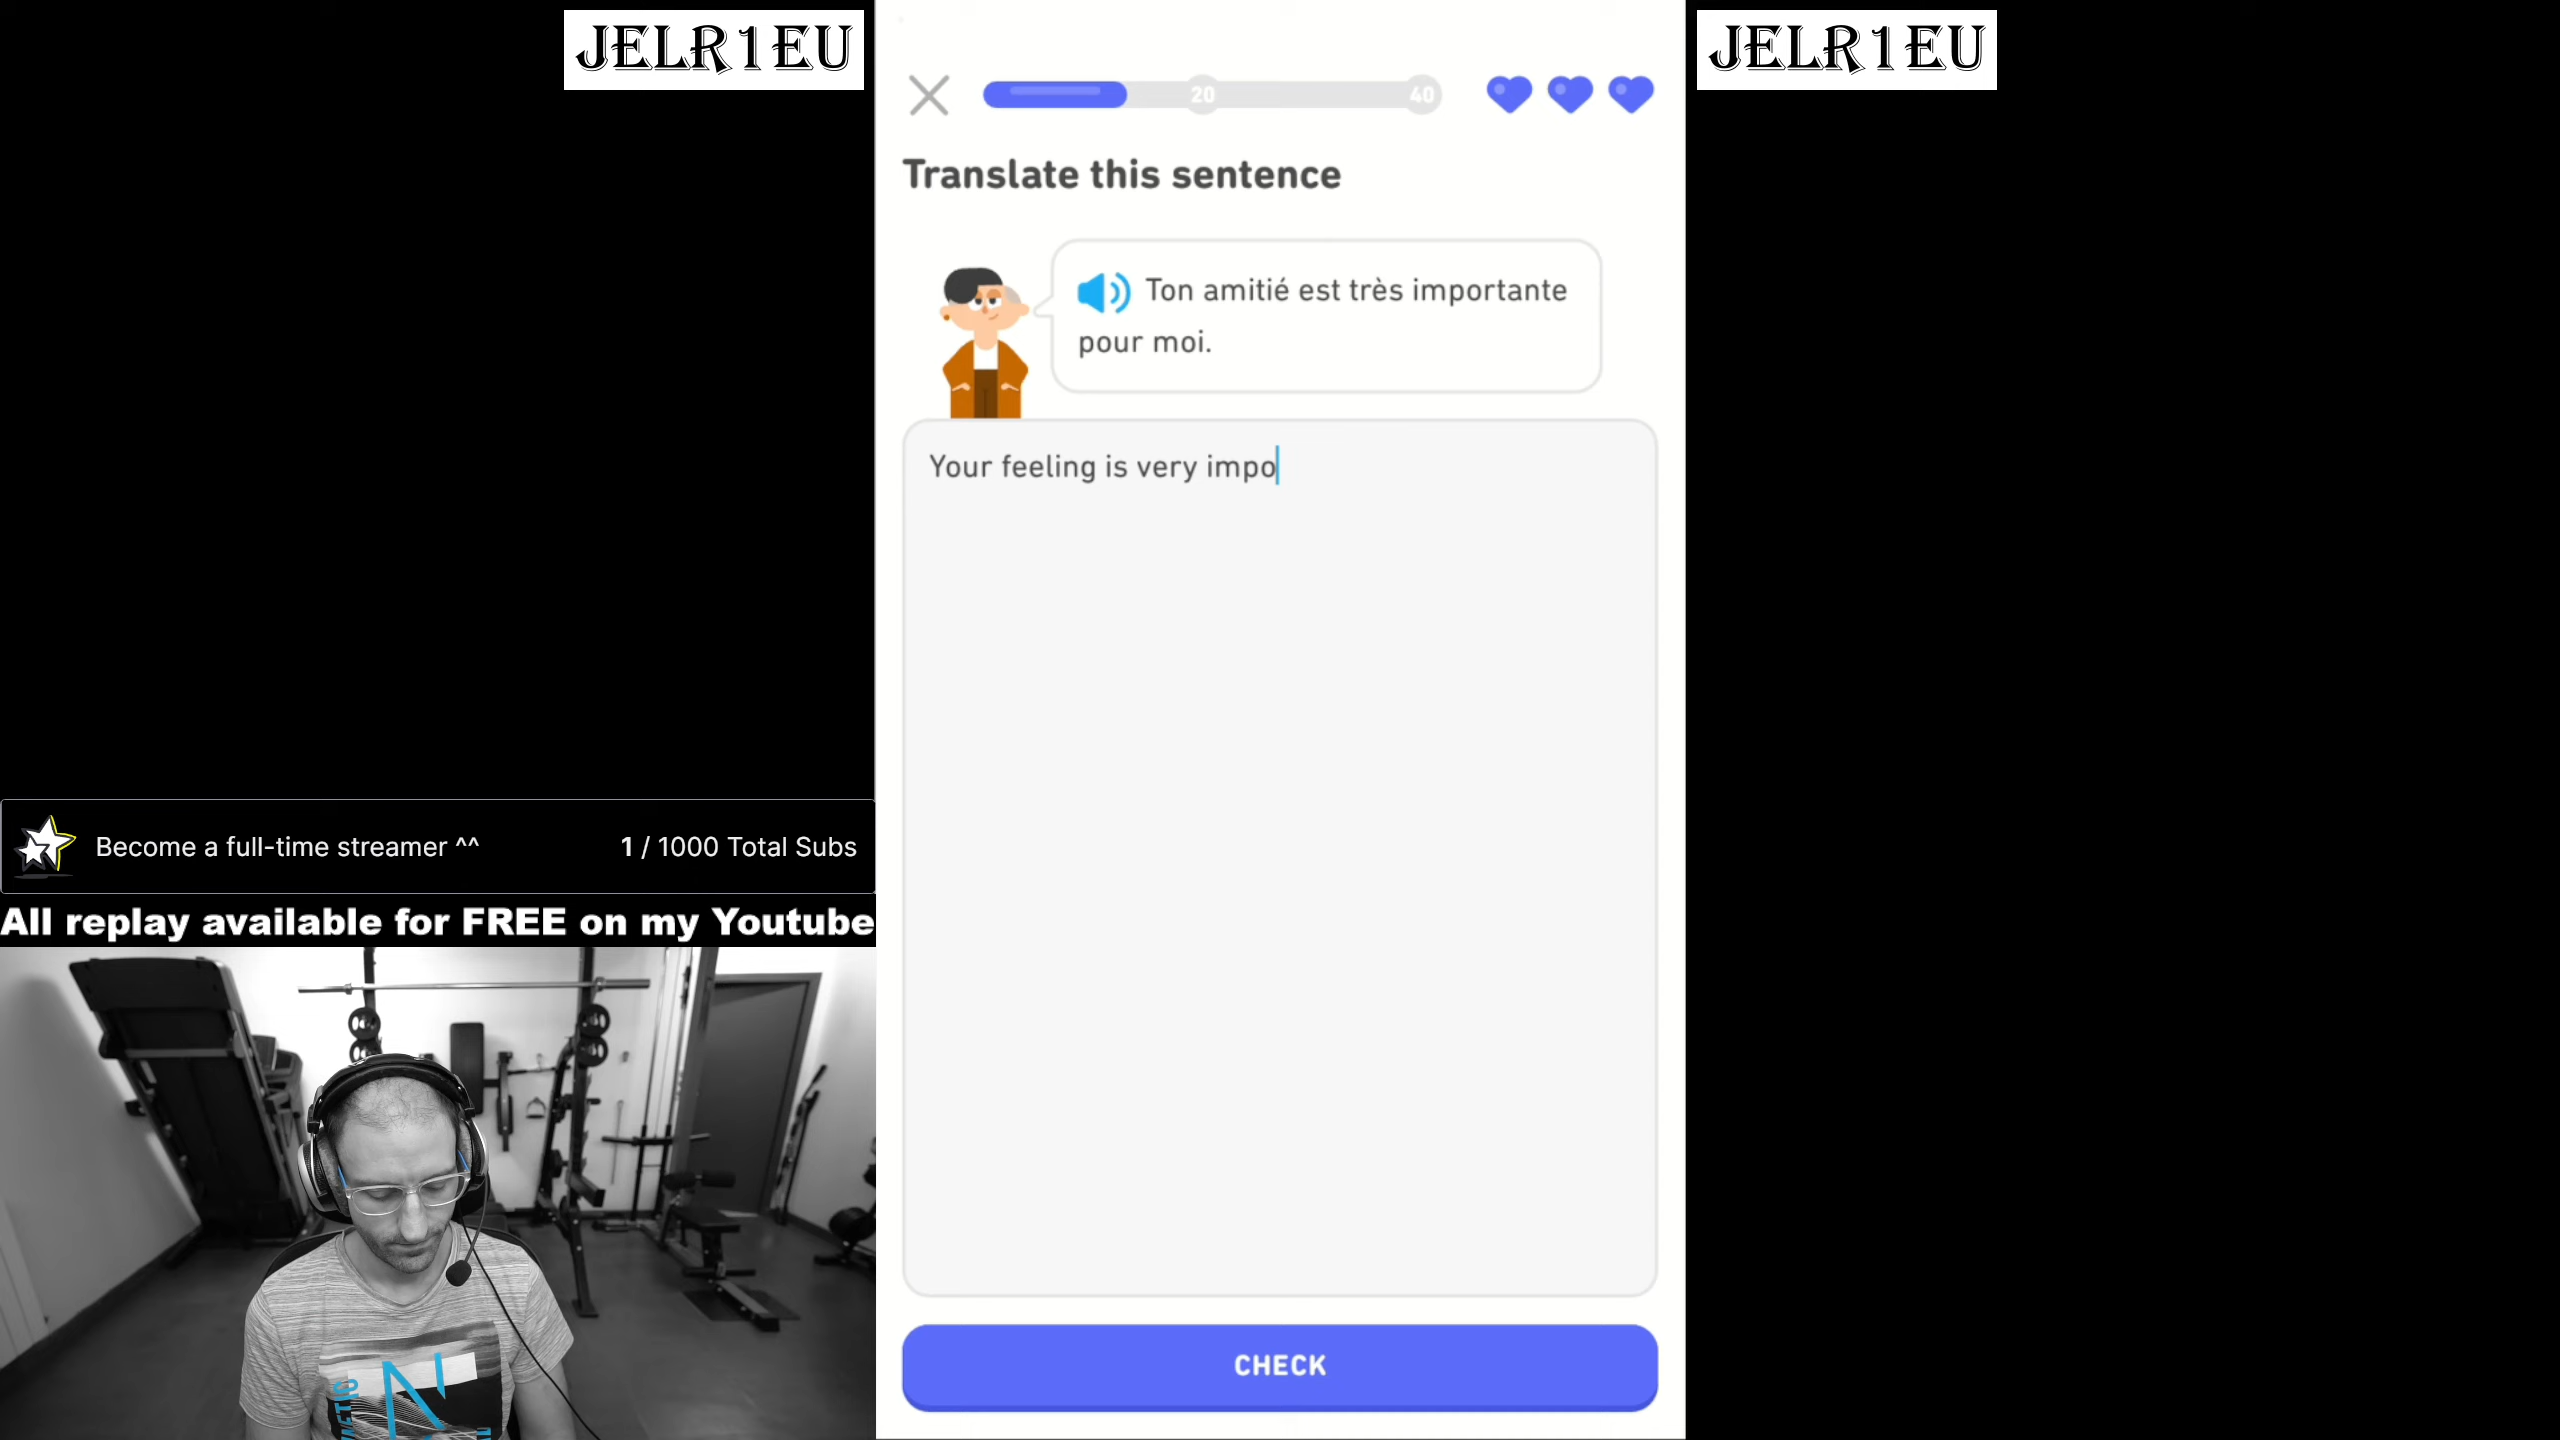 JELR1EU
JELR1EU
20
40
Translate this sentence
Ton amitié est très importante
pour moi.
Your feeling is very impo
CHECK
Become a full-time streamer ^^
1 / 1000 Total Subs
All replay available for FREE on my Youtube